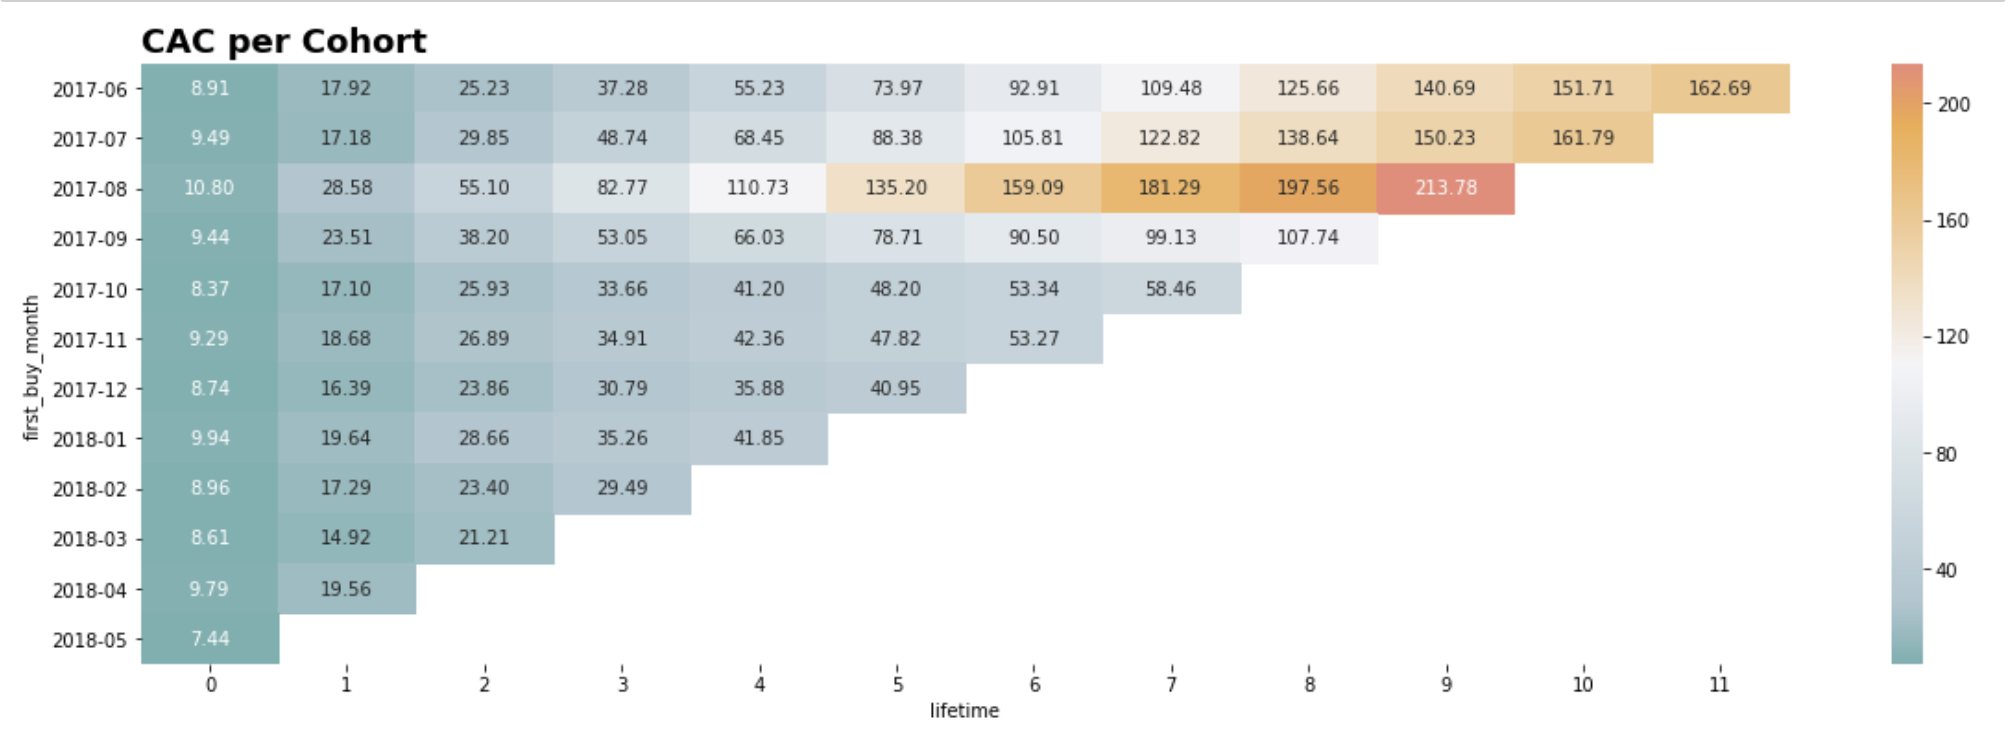 CAC per Cohort
2017-06 8.91 17.92 25.23 37.28 55.23 73.97 92.91 109.48 125.66 140.69 151.71 162.69
2017-07 9.49 17.18 29.85 48.74 68.45 88.38 105.81 122.82 138.64 150.23 161.79
2017-08 10.80 28.58 55.10 82.77 110.73 135.20 159.09 181.29 197.56 213.78
2017-09 9.44 23.51 38.20 53.05 66.03 78.71 90.50 99.13 107.74
2017-10 8.37 17.10 25.93 33.66 41.20 48.20 53.34 58.46
2017-11 9.29 18.68 26.89 34.91 42.36 47.82 53.27
2017-12 8.74 16.39 23.86 30.79 35.88 40.95
2018-01 9.94 19.64 28.66 35.26 41.85
2018-02 8.96 17.29 23.40 29.49
2018-03 8.61 14.92 21.21
2018-04 9.79 19.56
2018-05 7.44
0 1 2 3 4 5 6 7 8 9 10 11
lifetime
first_buy_month
200
160
120
80
40